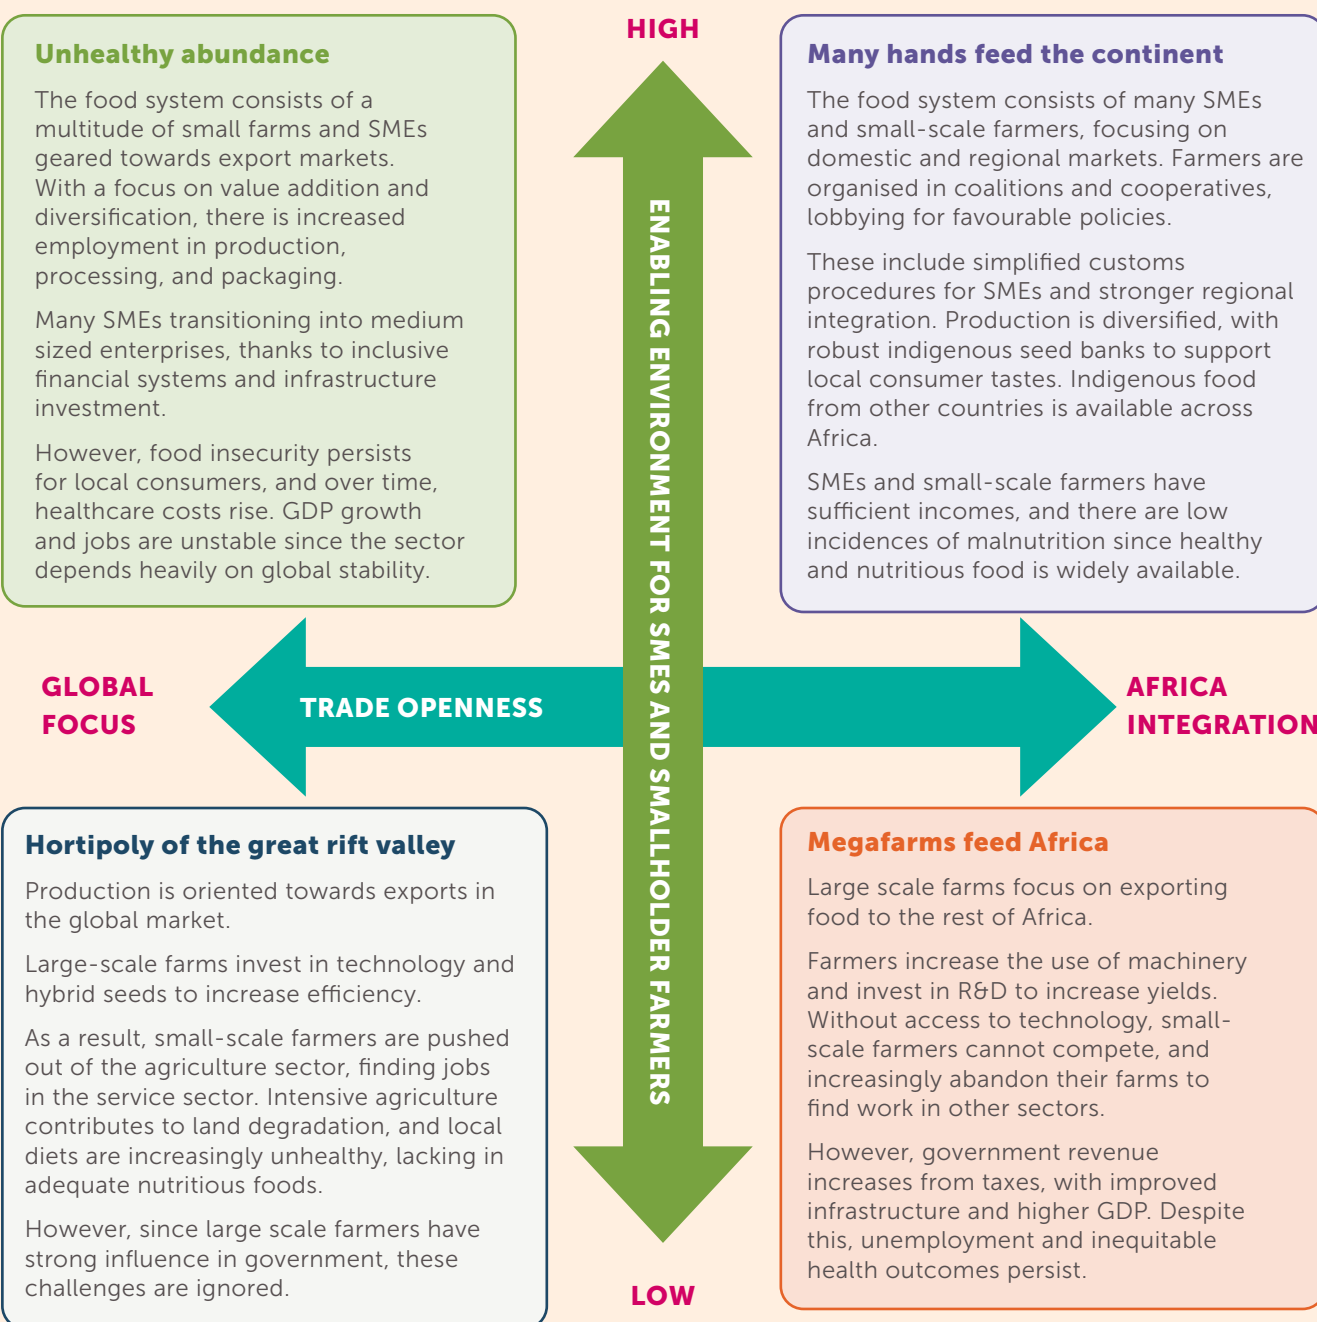 HIGH
Unhealthy abundance
The food system consists of a
multitude of small farms and SMEs
geared towards export markets.
With a focus on value addition and
diversification, there is increased
employment in production,
processing, and packaging.
Many SMEs transitioning into medium
sized enterprises, thanks to inclusive
financial systems and infrastructure
investment.
However, food insecurity persists
for local consumers, and over time,
healthcare costs rise. GDP growth
and jobs are unstable since the sector
depends heavily on global stability.
Many hands feed the continent
The food system consists of many SMEs
and small-scale farmers, focusing on
domestic and regional markets. Farmers are
organised in coalitions and cooperatives,
lobbying for favourable policies.
These include simplified customs
procedures for SMEs and stronger regional
integration. Production is diversified, with
robust indigenous seed banks to support
local consumer tastes. Indigenous food
from other countries is available across
Africa.
SMEs and small-scale farmers have
sufficient incomes, and there are low
incidences of malnutrition since healthy
and nutritious food is widely available.
ENABLING ENVIRONMENT FOR SMES AND SMALLHOLDER FARMERS
GLOBAL
FOCUS
TRADE OPENNESS
AFRICA
INTEGRATION
Hortipoly of the great rift valley
Production is oriented towards exports in
the global market.
Large-scale farms invest in technology and
hybrid seeds to increase efficiency.
As a result, small-scale farmers are pushed
out of the agriculture sector, finding jobs
in the service sector. Intensive agriculture
contributes to land degradation, and local
diets are increasingly unhealthy, lacking in
adequate nutritious foods.
However, since large scale farmers have
strong influence in government, these
challenges are ignored.
Megafarms feed Africa
Large scale farms focus on exporting
food to the rest of Africa.
Farmers increase the use of machinery
and invest in R&D to increase yields.
Without access to technology, small-
scale farmers cannot compete, and
increasingly abandon their farms to
find work in other sectors.
However, government revenue
increases from taxes, with improved
infrastructure and higher GDP. Despite
this, unemployment and inequitable
health outcomes persist.
LOW